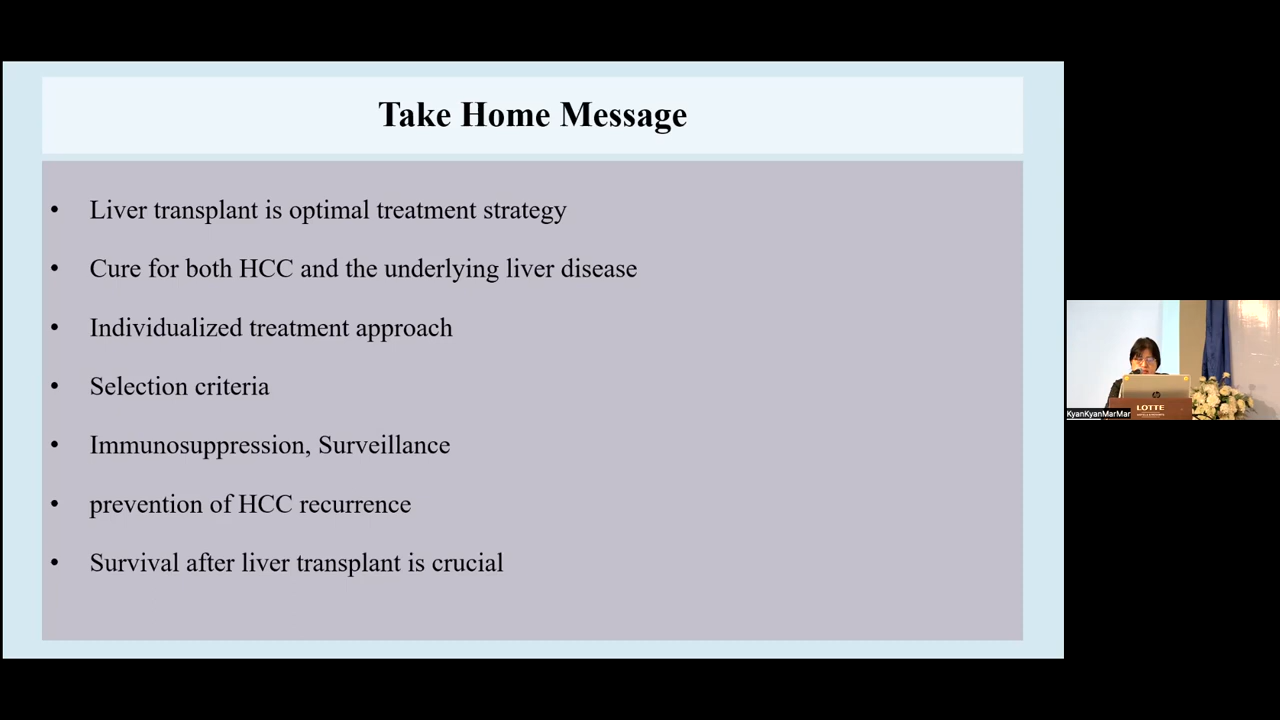 Take Home Message
• Liver transplant is optimal treatment strategy
• Cure for both HCC and the underlying liver disease
• Individualized treatment approach
• Selection criteria
• Immunosuppression, Surveillance
• prevention of HCC recurrence
• Survival after liver transplant is crucial
KyanKyanMarMar
hp
LOTTE